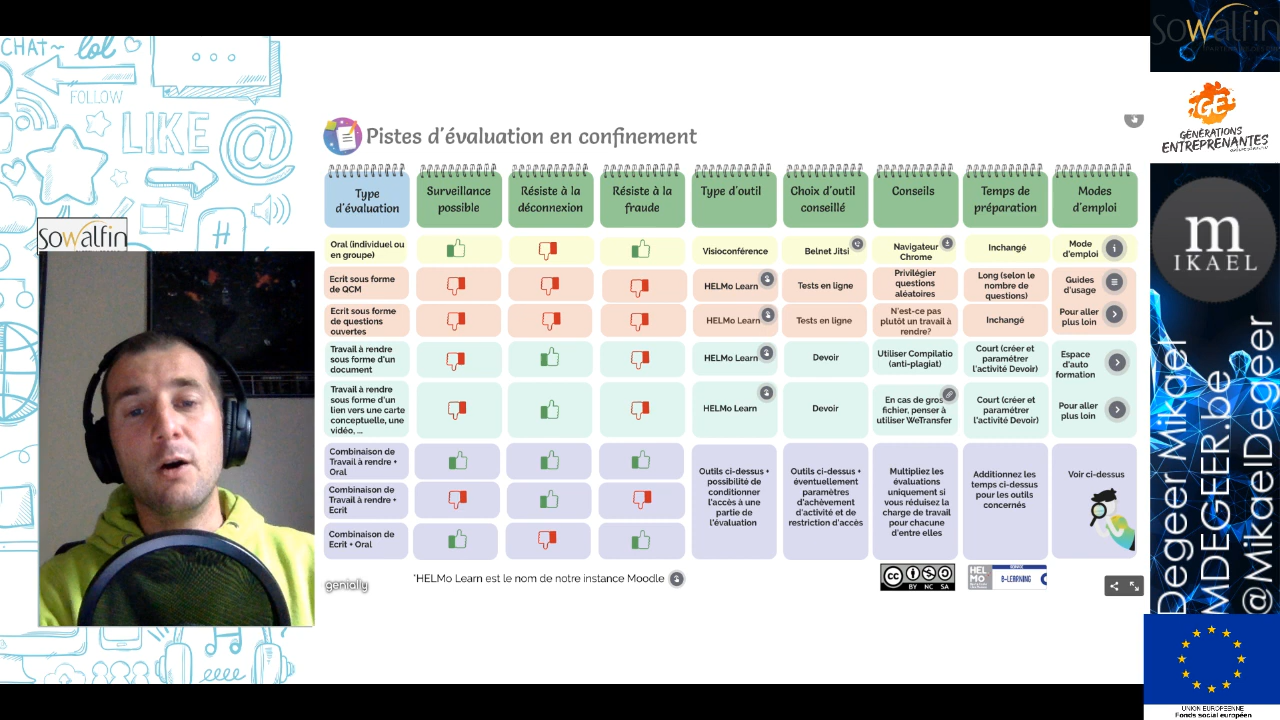 CHAT~ lol
FOLLOW
LIKE @
#
Sowalfin
Pistes d'évaluation en confinement
Type
d'évaluation
Surveillance
possible
Résiste à la
déconnexion
Résiste à la
fraude
Type d'outil
Choix d'outil
conseillé
Conseils
Temps de
préparation
Modes
d'emploi
Oral (individuel ou
en groupe)
Visioconférence
Belnet Jitsi
Navigateur
Chrome
Inchangé
Mode
d'emploi
Ecrit sous forme
de QCM
HELMo Learn
Tests en ligne
Privilégier
questions
aléatoires
Long (selon le
nombre de
questions)
Guides
d'usage
Ecrit sous forme
de questions
ouvertes
HELMo Learn
Tests en ligne
N'est-ce pas
plutôt un travail à
rendre?
Inchangé
Pour aller
plus loin
Travail à rendre
sous forme d'un
document
HELMo Learn
Devoir
Utiliser Compilatio
(anti-plagiat)
Court (créer et
paramétrer
l'activité Devoir)
Espace
d'auto
formation
Travail à rendre
sous forme d'un
lien vers une carte
conceptuelle, une
vidéo, ...
HELMo Learn
Devoir
En cas de gros
fichier, penser à
utiliser WeTransfer
Court (créer et
paramétrer
l'activité Devoir)
Pour aller
plus loin
Combinaison de
Travail à rendre +
Oral
Combinaison de
Travail à rendre +
Ecrit
Combinaison de
Ecrit + Oral
Outils ci-dessus +
possibilité de
conditionner
l'accès à une
partie de
l'évaluation
Outils ci-dessus +
éventuellement
paramètres
d'achèvement
d'activité et de
restriction d'accès
Multipliez les
évaluations
uniquement si
vous réduisez la
charge de travail
pour chacune
d'entre elles
Additionnez les
temps ci-dessus
pour les outils
concernés
Voir ci-dessus
genially
*HELMo Learn est le nom de notre instance Moodle
cc
BY NC SA
HEL
MO
E-LEARNING
Sowalfin
GE
GÉNÉRATIONS
ENTREPRENANTES
m
IKAEL
Degeer Mikael
MDEGEER.be
@MikaelDegeer
UNION EUROPEENNE
Fonds social européen